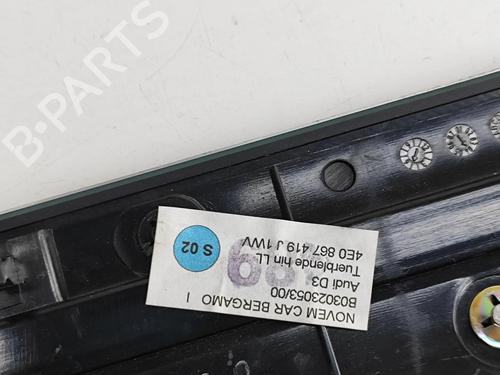 B-PARTS
NOVEM CAR BERGAMO I
B03023053/00
Audi D3
Tuerblende hin LL
4E0 867 419 J 1WV
S 02